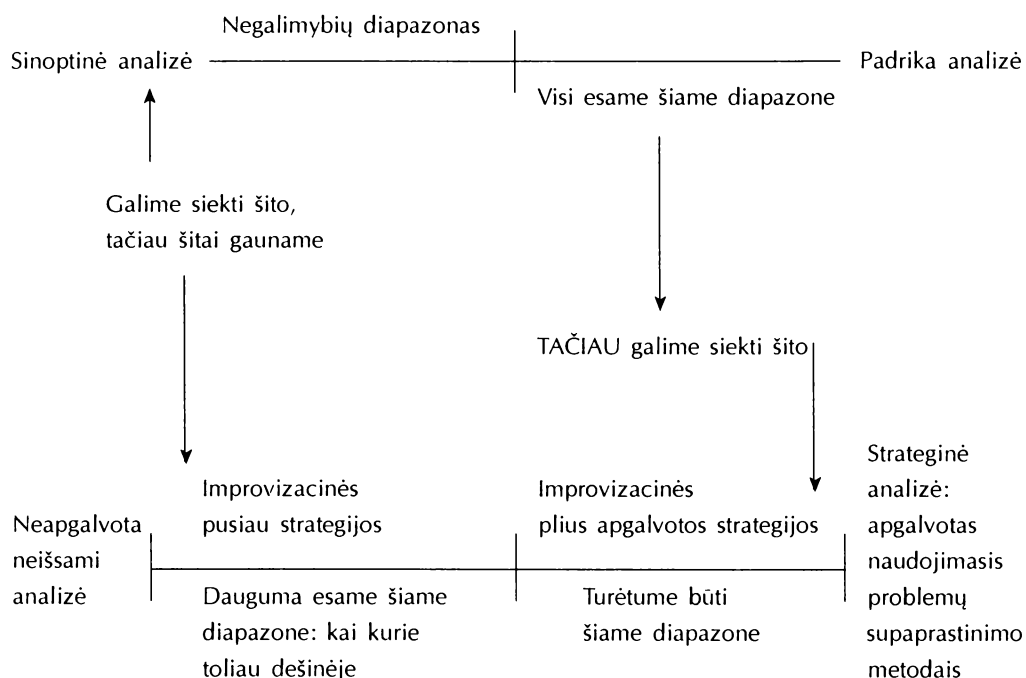 Negalimybių diapazonas
Sinoptinė analizė
Padrika analizė
Visi esame šiame diapazone
Galime siekti šito,
tačiau šitai gauname
TAČIAU galime siekti šito
Neapgalvota
neišsami
analizė
Improvizacinės
pusiau strategijos
Improvizacinės
plius apgalvotos strategijos
Strateginė
analizė:
apgalvotas
naudojimasis
problemų
supaprastinimo
metodais
Dauguma esame šiame
diapazone: kai kurie
toliau dešinėje
Turėtume būti
šiame diapazone